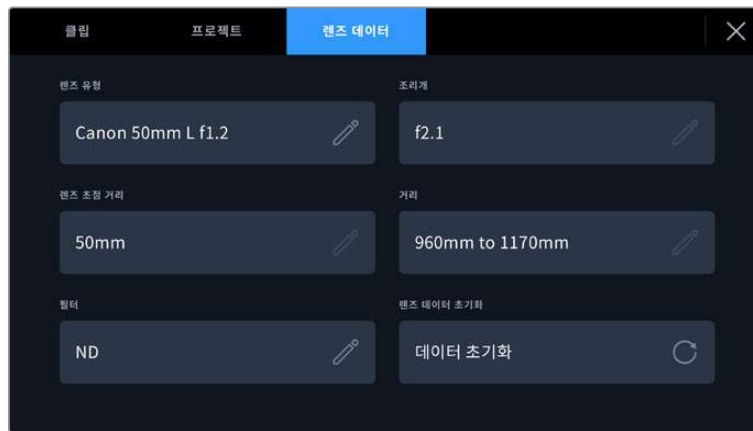 클립
프로젝트
렌즈 데이터
렌즈 유형
조리개
Canon 50mm L f1.2
f2.1
렌즈 초점 거리
거리
50mm
960mm to 1170mm
필터
렌즈 데이터 초기화
ND
데이터 초기화